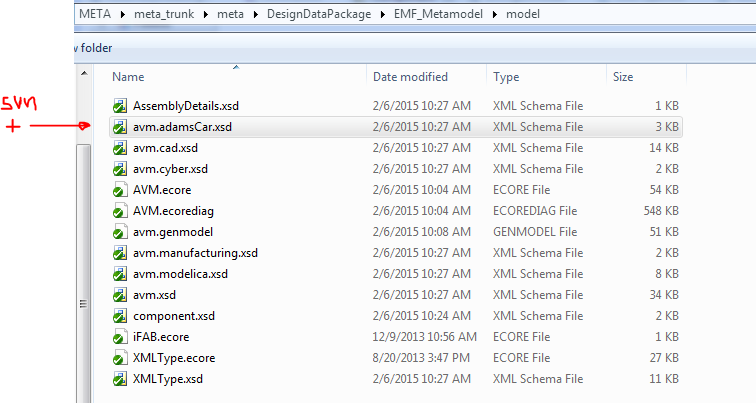 META ▸ meta_trunk ▸ meta ▸ DesignDataPackage ▸ EMF_Metamodel ▸ model
w folder
Name Date modified Type Size
AssemblyDetails.xsd 2/6/2015 10:27 AM XML Schema File 1 KB
svn
+
avm.adamsCar.xsd 2/6/2015 10:27 AM XML Schema File 3 KB
avm.cad.xsd 2/6/2015 10:27 AM XML Schema File 14 KB
avm.cyber.xsd 2/6/2015 10:27 AM XML Schema File 2 KB
AVM.ecore 2/6/2015 10:04 AM ECORE File 54 KB
AVM.ecorediag 2/6/2015 10:04 AM ECOREDIAG File 548 KB
avm.genmodel 2/6/2015 10:08 AM GENMODEL File 51 KB
avm.manufacturing.xsd 2/6/2015 10:27 AM XML Schema File 2 KB
avm.modelica.xsd 2/6/2015 10:27 AM XML Schema File 8 KB
avm.xsd 2/6/2015 10:27 AM XML Schema File 34 KB
component.xsd 2/6/2015 10:24 AM XML Schema File 2 KB
iFAB.ecore 12/9/2013 10:56 AM ECORE File 1 KB
XMLType.ecore 8/20/2013 3:47 PM ECORE File 27 KB
XMLType.xsd 2/6/2015 10:27 AM XML Schema File 11 KB